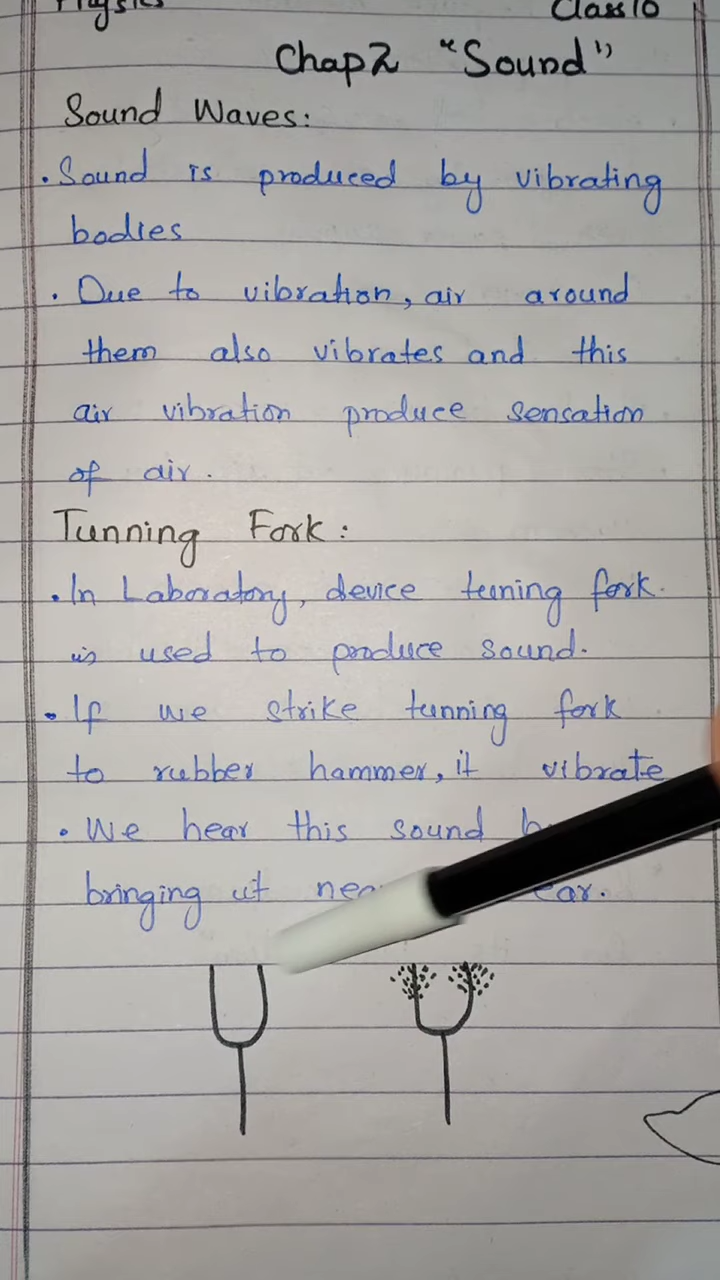 Physics Class 10
Chap 2 "Sound"
Sound Waves:
. Sound is produced by vibrating
bodies
. Due to vibration, air around
them also vibrates and this
air vibration produce sensation
of air.
Tunning Fork:
. In Laboratory, device tuning fork.
is used to produce sound.
. If we strike tunning fork
to rubber hammer, it vibrate
. We hear this sound
bringing it ear.